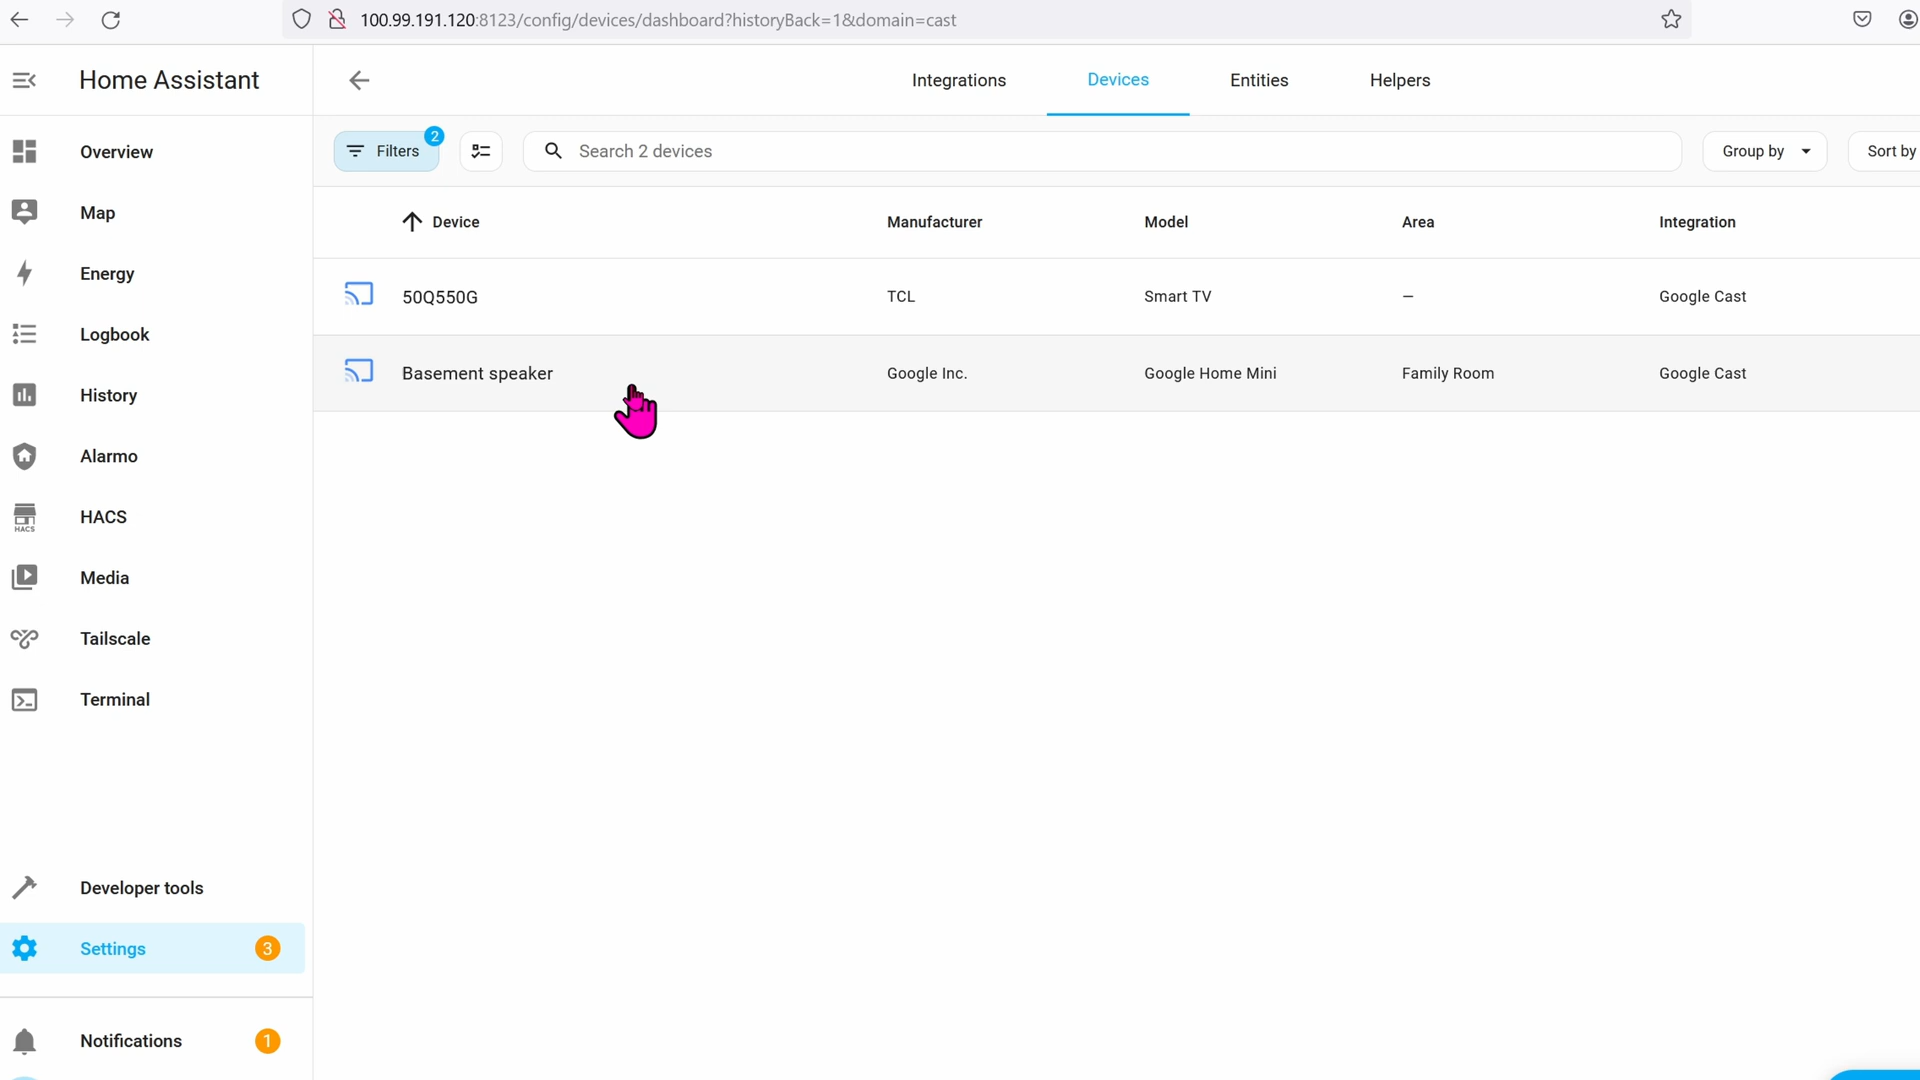 100.99.191.120:8123/config/devices/dashboard?historyBack=1&domain=cast
Home Assistant
Integrations
Devices
Entities
Helpers
Overview
Map
Energy
Logbook
History
Alarmo
HACS
HACS
Media
Tailscale
Terminal
Developer tools
Settings 3
Notifications 1
Filters 2
Search 2 devices
Group by
Sort by
Device Manufacturer Model Area Integration
50Q550G TCL Smart TV – Google Cast
Basement speaker Google Inc. Google Home Mini Family Room Google Cast